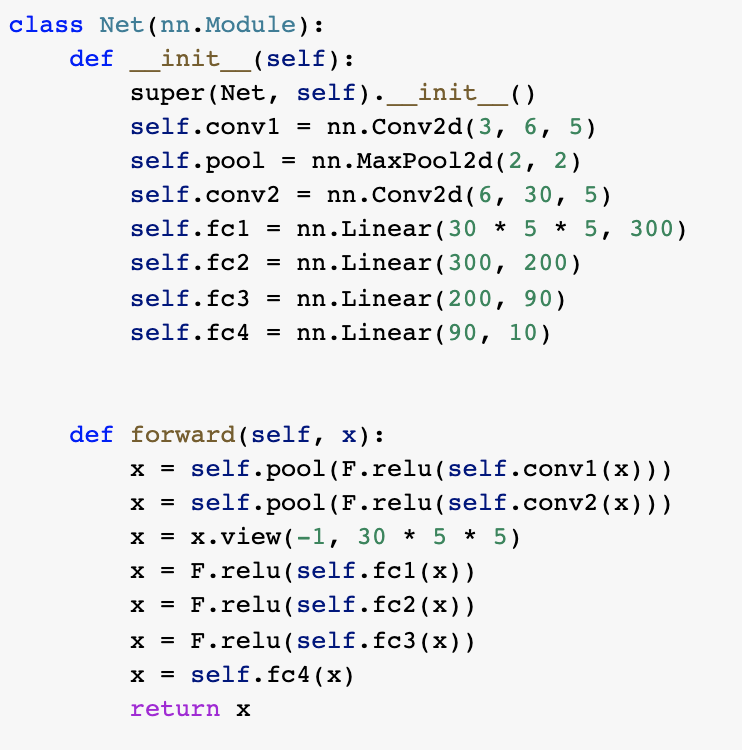 class Net(nn.Module):
    def __init__(self):
        super(Net, self).__init__()
        self.conv1 = nn.Conv2d(3, 6, 5)
        self.pool = nn.MaxPool2d(2, 2)
        self.conv2 = nn.Conv2d(6, 30, 5)
        self.fc1 = nn.Linear(30 * 5 * 5, 300)
        self.fc2 = nn.Linear(300, 200)
        self.fc3 = nn.Linear(200, 90)
        self.fc4 = nn.Linear(90, 10)
    def forward(self, x):
        x = self.pool(F.relu(self.conv1(x)))
        x = self.pool(F.relu(self.conv2(x)))
        x = x.view(-1, 30 * 5 * 5)
        x = F.relu(self.fc1(x))
        x = F.relu(self.fc2(x))
        x = F.relu(self.fc3(x))
        x = self.fc4(x)
        return x